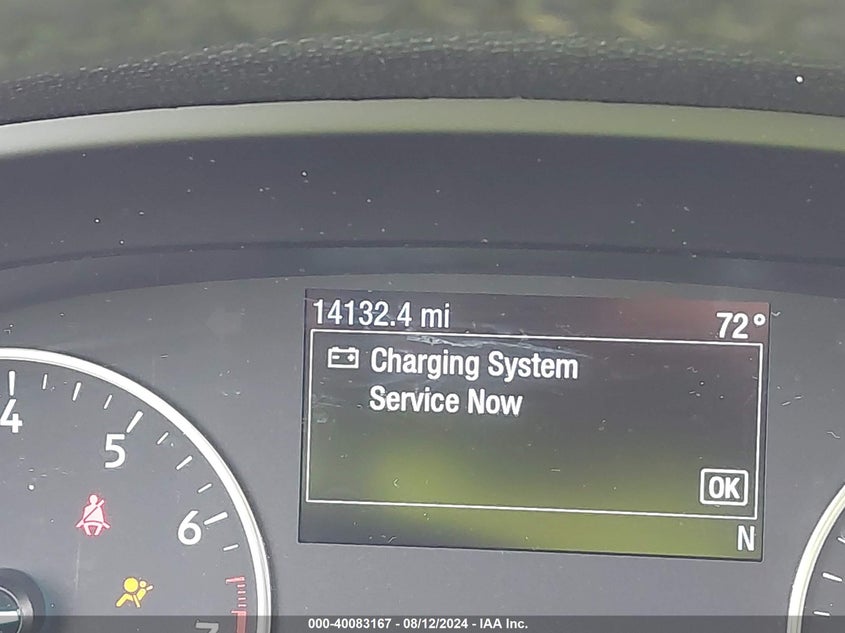 14132.4 mi 72°
Charging System
Service Now
OK
N
4
5
6
7
000-40083167 - 08/12/2024 - IAA Inc.